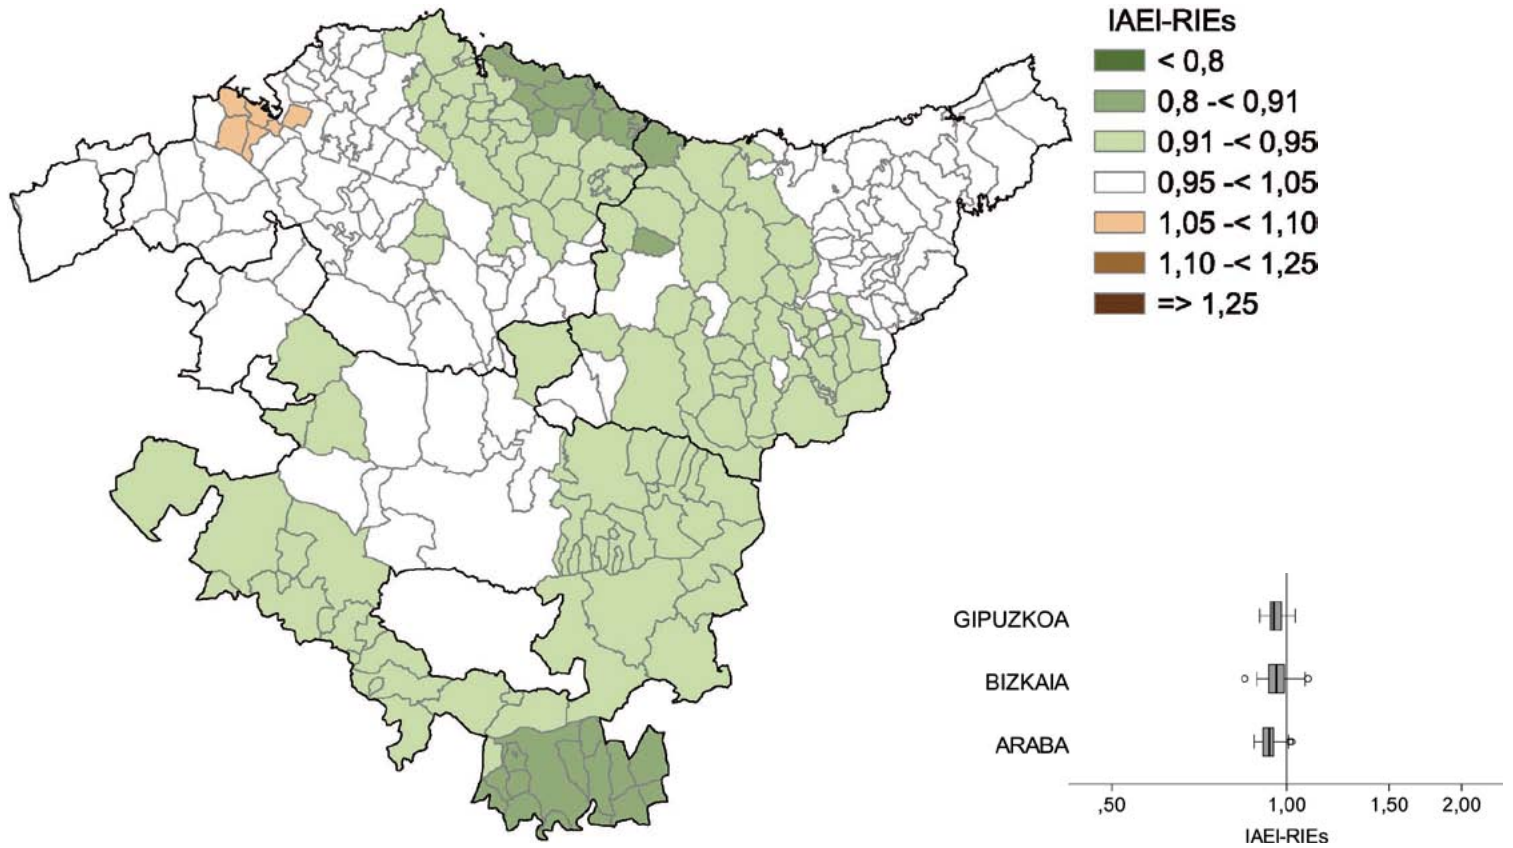 IAEI-RIEs
< 0,8
0,8 -< 0,91
0,91 -< 0,95
0,95 -< 1,05
1,05 -< 1,10
1,10 -< 1,25
=> 1,25
GIPUZKOA
BIZKAIA
ARABA
,50 1,00 1,50 2,00
IAEI-RIEs